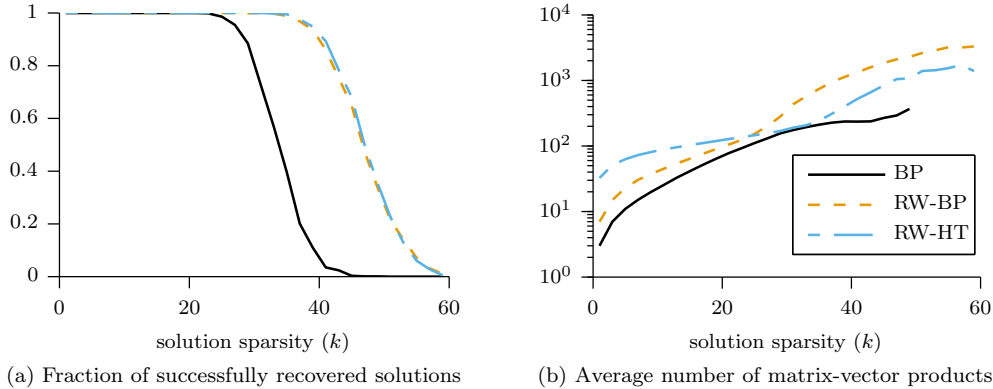 1
0.8
0.6
0.4
0.2
0
0 20 40 60
solution sparsity (k)
(a) Fraction of successfully recovered solutions
10^4
10^3
10^2
10^1
10^0
0 20 40 60
BP
RW-BP
RW-HT
solution sparsity (k)
(b) Average number of matrix-vector products